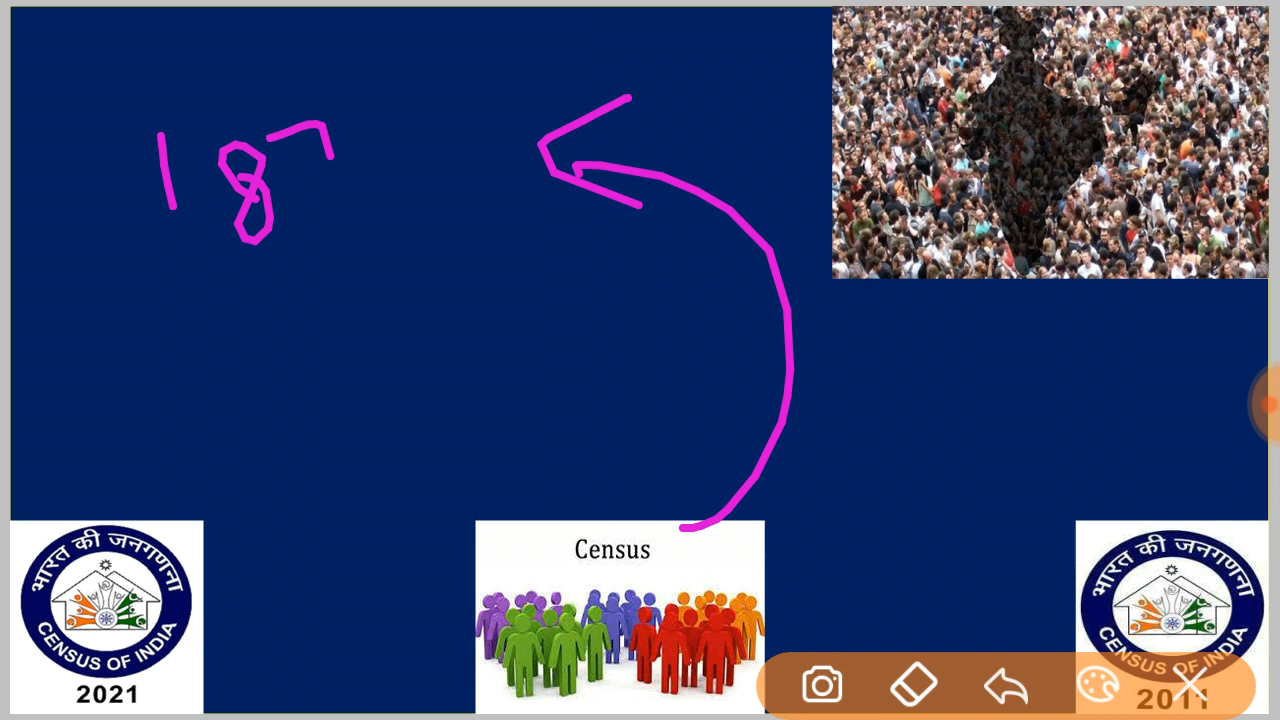 187
Census
भारत की जनगणना
CENSUS OF INDIA
2021
भारत की जनगणना
CENSUS OF INDIA
2011